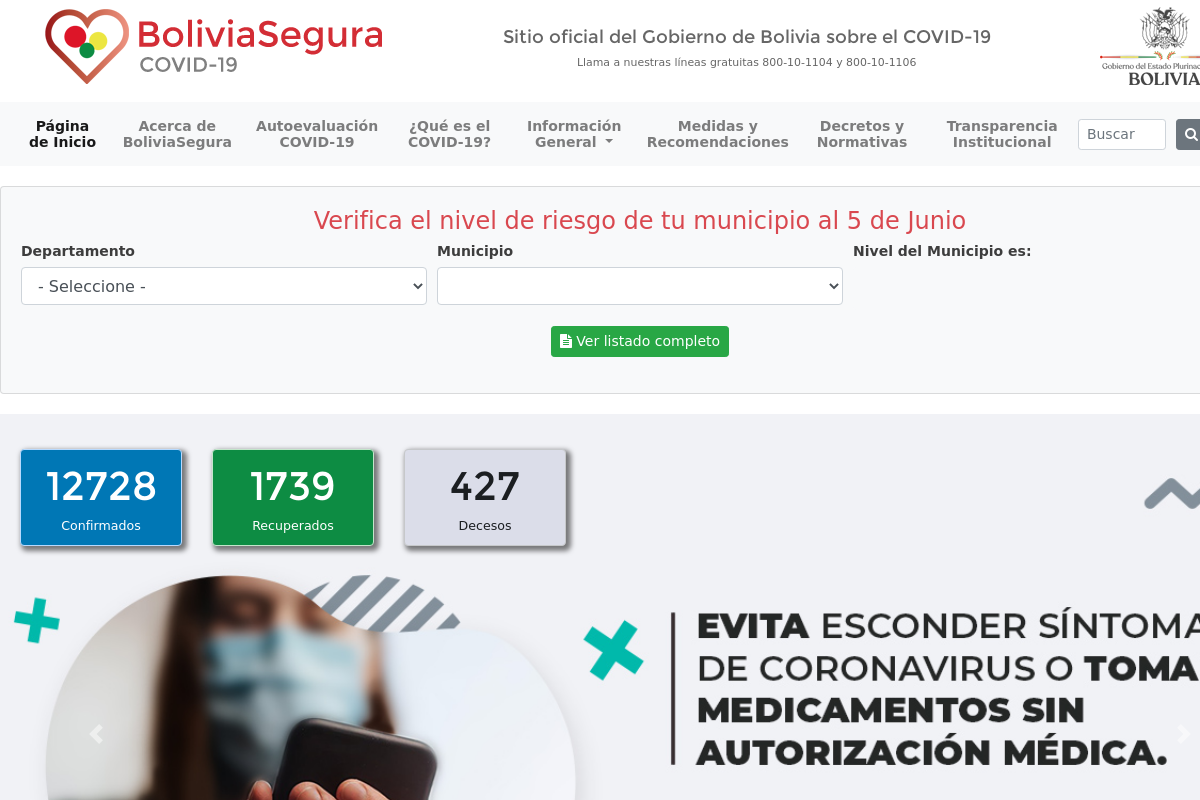 BoliviaSegura
COVID-19
Sitio oficial del Gobierno de Bolivia sobre el COVID-19
Llama a nuestras líneas gratuitas 800-10-1104 y 800-10-1106
Gobierno del Estado
BOLIVIA
Página
de Inicio
Acerca de
BoliviaSegura
Autoevaluación
COVID-19
¿Qué es el
COVID-19?
Información
General
Medidas y
Recomendaciones
Decretos y
Normativas
Transparencia
Institucional
Buscar
Verifica el nivel de riesgo de tu municipio al 5 de Junio
Departamento
Municipio
Nivel del Municipio es:
- Seleccione -
Ver listado completo
12728
Confirmados
1739
Recuperados
427
Decesos
EVITA ESCONDER SÍNTOMA
DE CORONAVIRUS O TOMA
MEDICAMENTOS SIN
AUTORIZACIÓN MÉDICA.